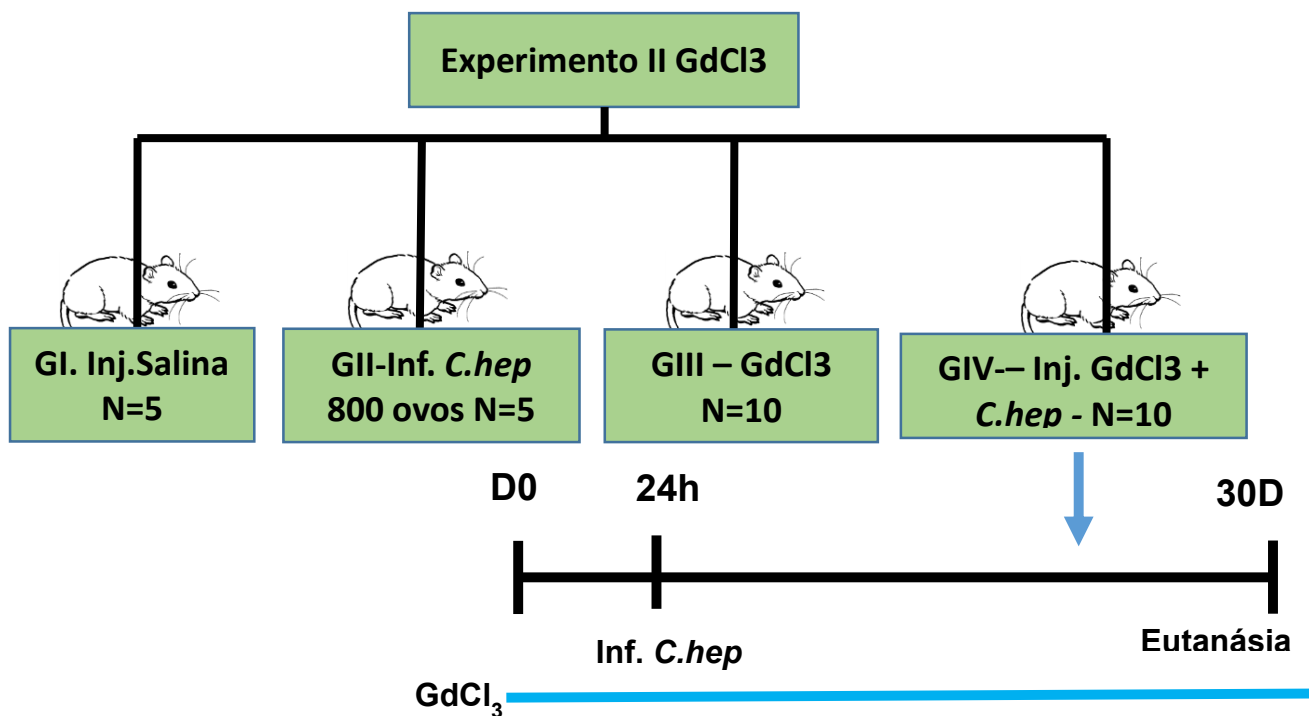 Experimento II GdCl3
GI. Inj.Salina
N=5
GII-Inf. C.hep
800 ovos N=5
GIII – GdCl3
N=10
GIV-– Inj. GdCl3 +
C.hep - N=10
D0
24h
30D
Inf. C.hep
Eutanásia
GdCl₃